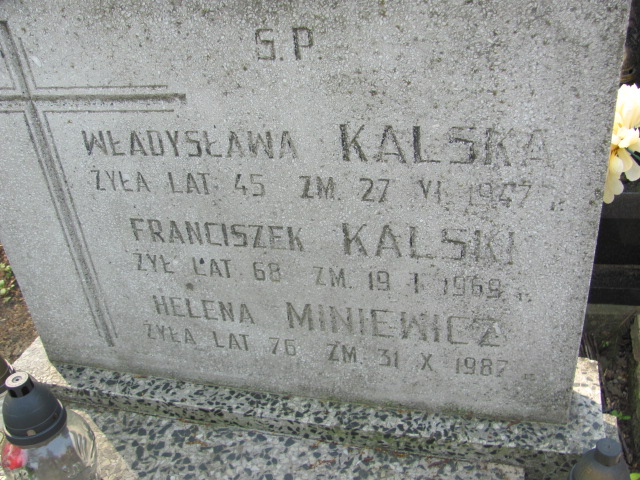 Ś.P.
WŁADYSŁAWA KALSKA
ŻYŁA LAT 45 ZM 27 VI 1947 r.
FRANCISZEK KALSKI
ŻYŁ LAT 68 ZM. 19 I 1969 r.
HELENA MINIEWICZ
ŻYŁA LAT 76 ZM. 31 X 1987